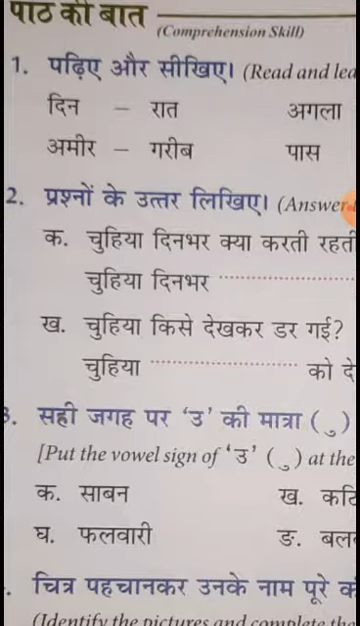 पाठ की बात
(Comprehension Skill)
1. पढ़िए और सीखिए। (Read and lea
दिन – रात अगला
अमीर – गरीब पास
2. प्रश्नों के उत्तर लिखिए। (Answer
क. चुहिया दिनभर क्या करती रहती
चुहिया दिनभर ....................
ख. चुहिया किसे देखकर डर गई?
चुहिया .................... को दे
3. सही जगह पर 'उ' की मात्रा ( ु )
[Put the vowel sign of 'उ' ( ु ) at the
क. साबन ख. कटि
घ. फलवारी ङ. बल
. चित्र पहचानकर उनके नाम पूरे क
(Identify the pictures and complete the